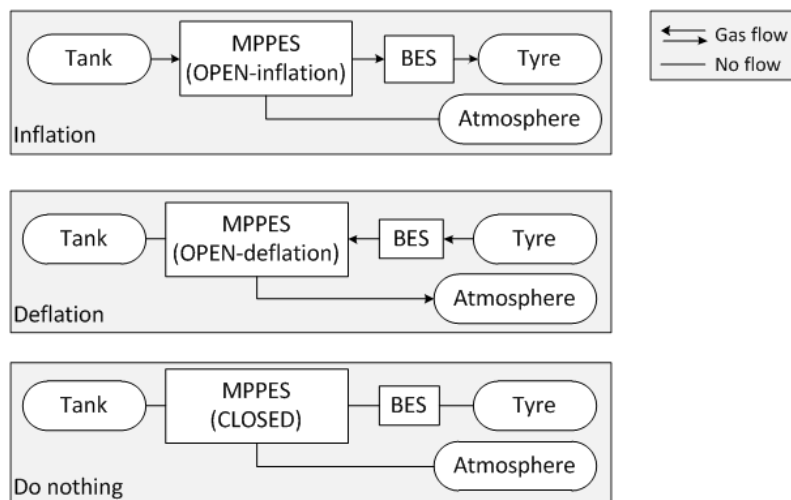 Tank
MPPES
(OPEN-inflation)
BES
Tyre
Atmosphere
Inflation
Gas flow
No flow
Tank
MPPES
(OPEN-deflation)
BES
Tyre
Atmosphere
Deflation
Tank
MPPES
(CLOSED)
BES
Tyre
Atmosphere
Do nothing